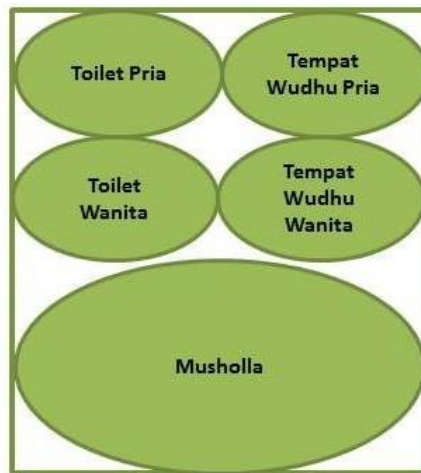 Toilet Pria
Tempat
Wudhu Pria
Toilet
Wanita
Tempat
Wudhu
Wanita
Musholla